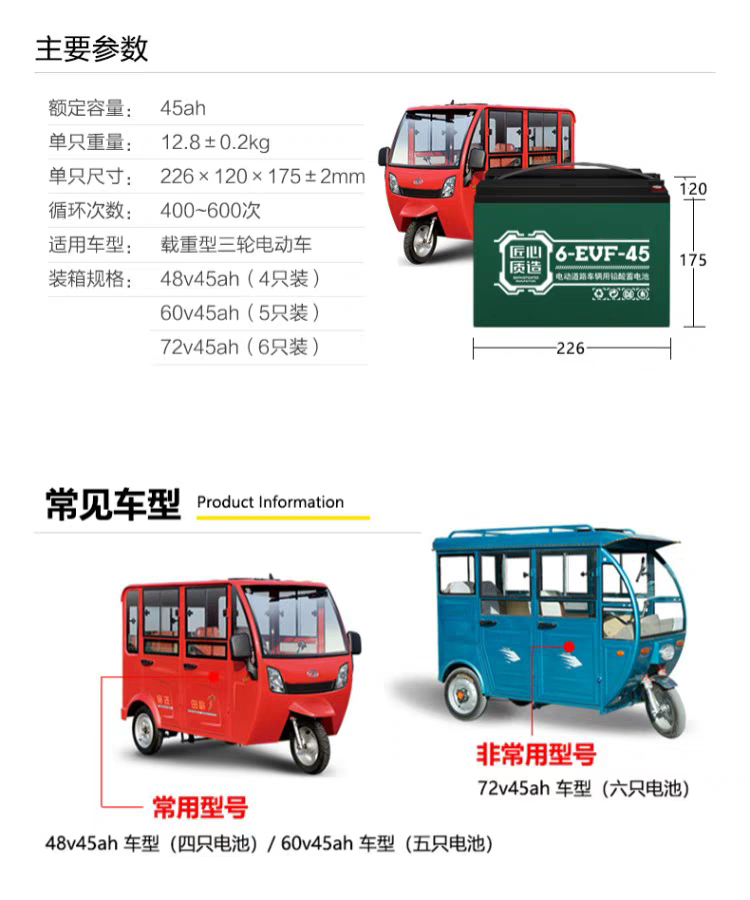 主要参数
额定容量： 45ah
单只重量： 12.8±0.2kg
单只尺寸： 226×120×175±2mm
循环次数： 400~600次
适用车型： 载重型三轮电动车
装箱规格： 48v45ah（4只装）
60v45ah（5只装）
72v45ah（6只装）
匠心
质造
6-EVF-45
电动道路车辆用铅酸蓄电池
120
175
226
常见车型 Product Information
非常用型号
72v45ah 车型（六只电池）
常用型号
48v45ah 车型（四只电池）/ 60v45ah 车型（五只电池）